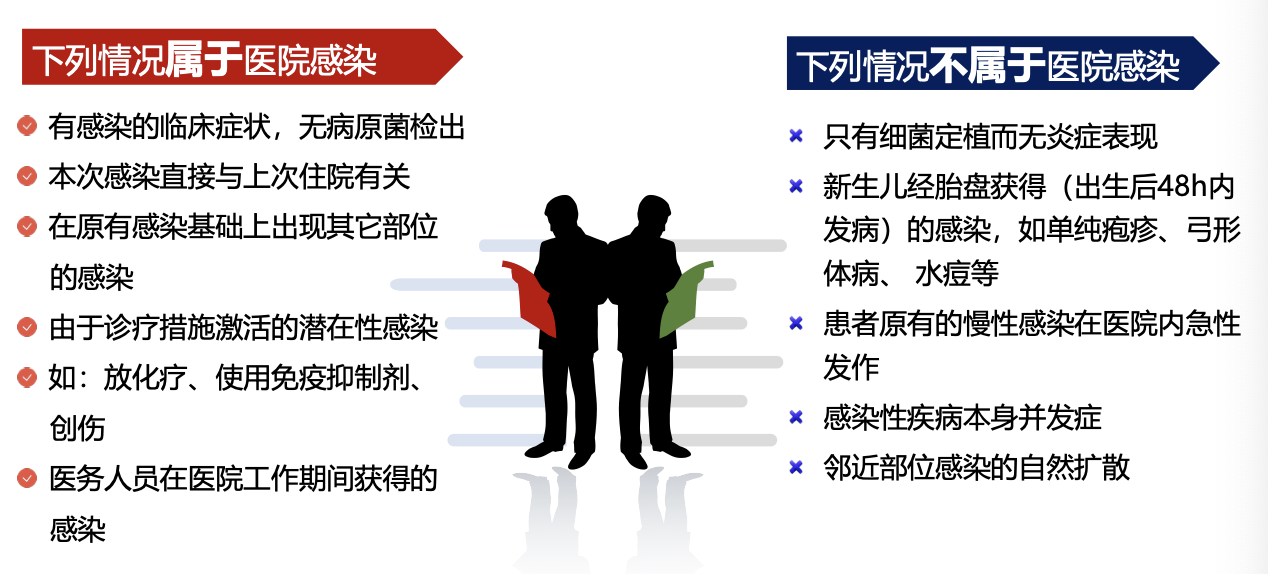 下列情况属于医院感染
有感染的临床症状，无病原菌检出
本次感染直接与上次住院有关
在原有感染基础上出现其它部位
的感染
由于诊疗措施激活的潜在性感染
如：放化疗、使用免疫抑制剂、
创伤
医务人员在医院工作期间获得的
感染
下列情况不属于医院感染
只有细菌定植而无炎症表现
新生儿经胎盘获得（出生后48h内
发病）的感染，如单纯疱疹、弓形
体病、 水痘等
患者原有的慢性感染在医院内急性
发作
感染性疾病本身并发症
邻近部位感染的自然扩散